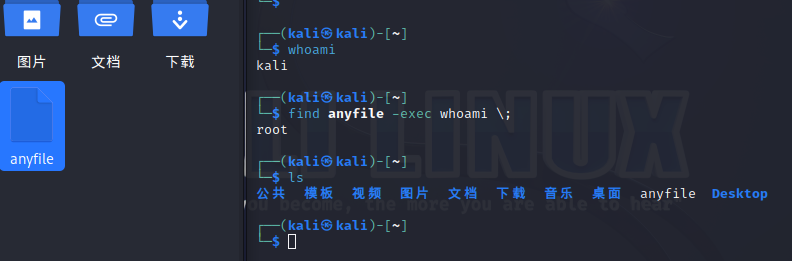 图片 文档 下载
anyfile
└─$
┌──(kali㉿kali)-[~]
└─$ whoami
kali
┌──(kali㉿kali)-[~]
└─$ find anyfile -exec whoami \;
root
┌──(kali㉿kali)-[~]
└─$ ls
公共 模板 视频 图片 文档 下载 音乐 桌面 anyfile Desktop
┌──(kali㉿kali)-[~]
└─$
LINUX
you become, the more you are able to hear